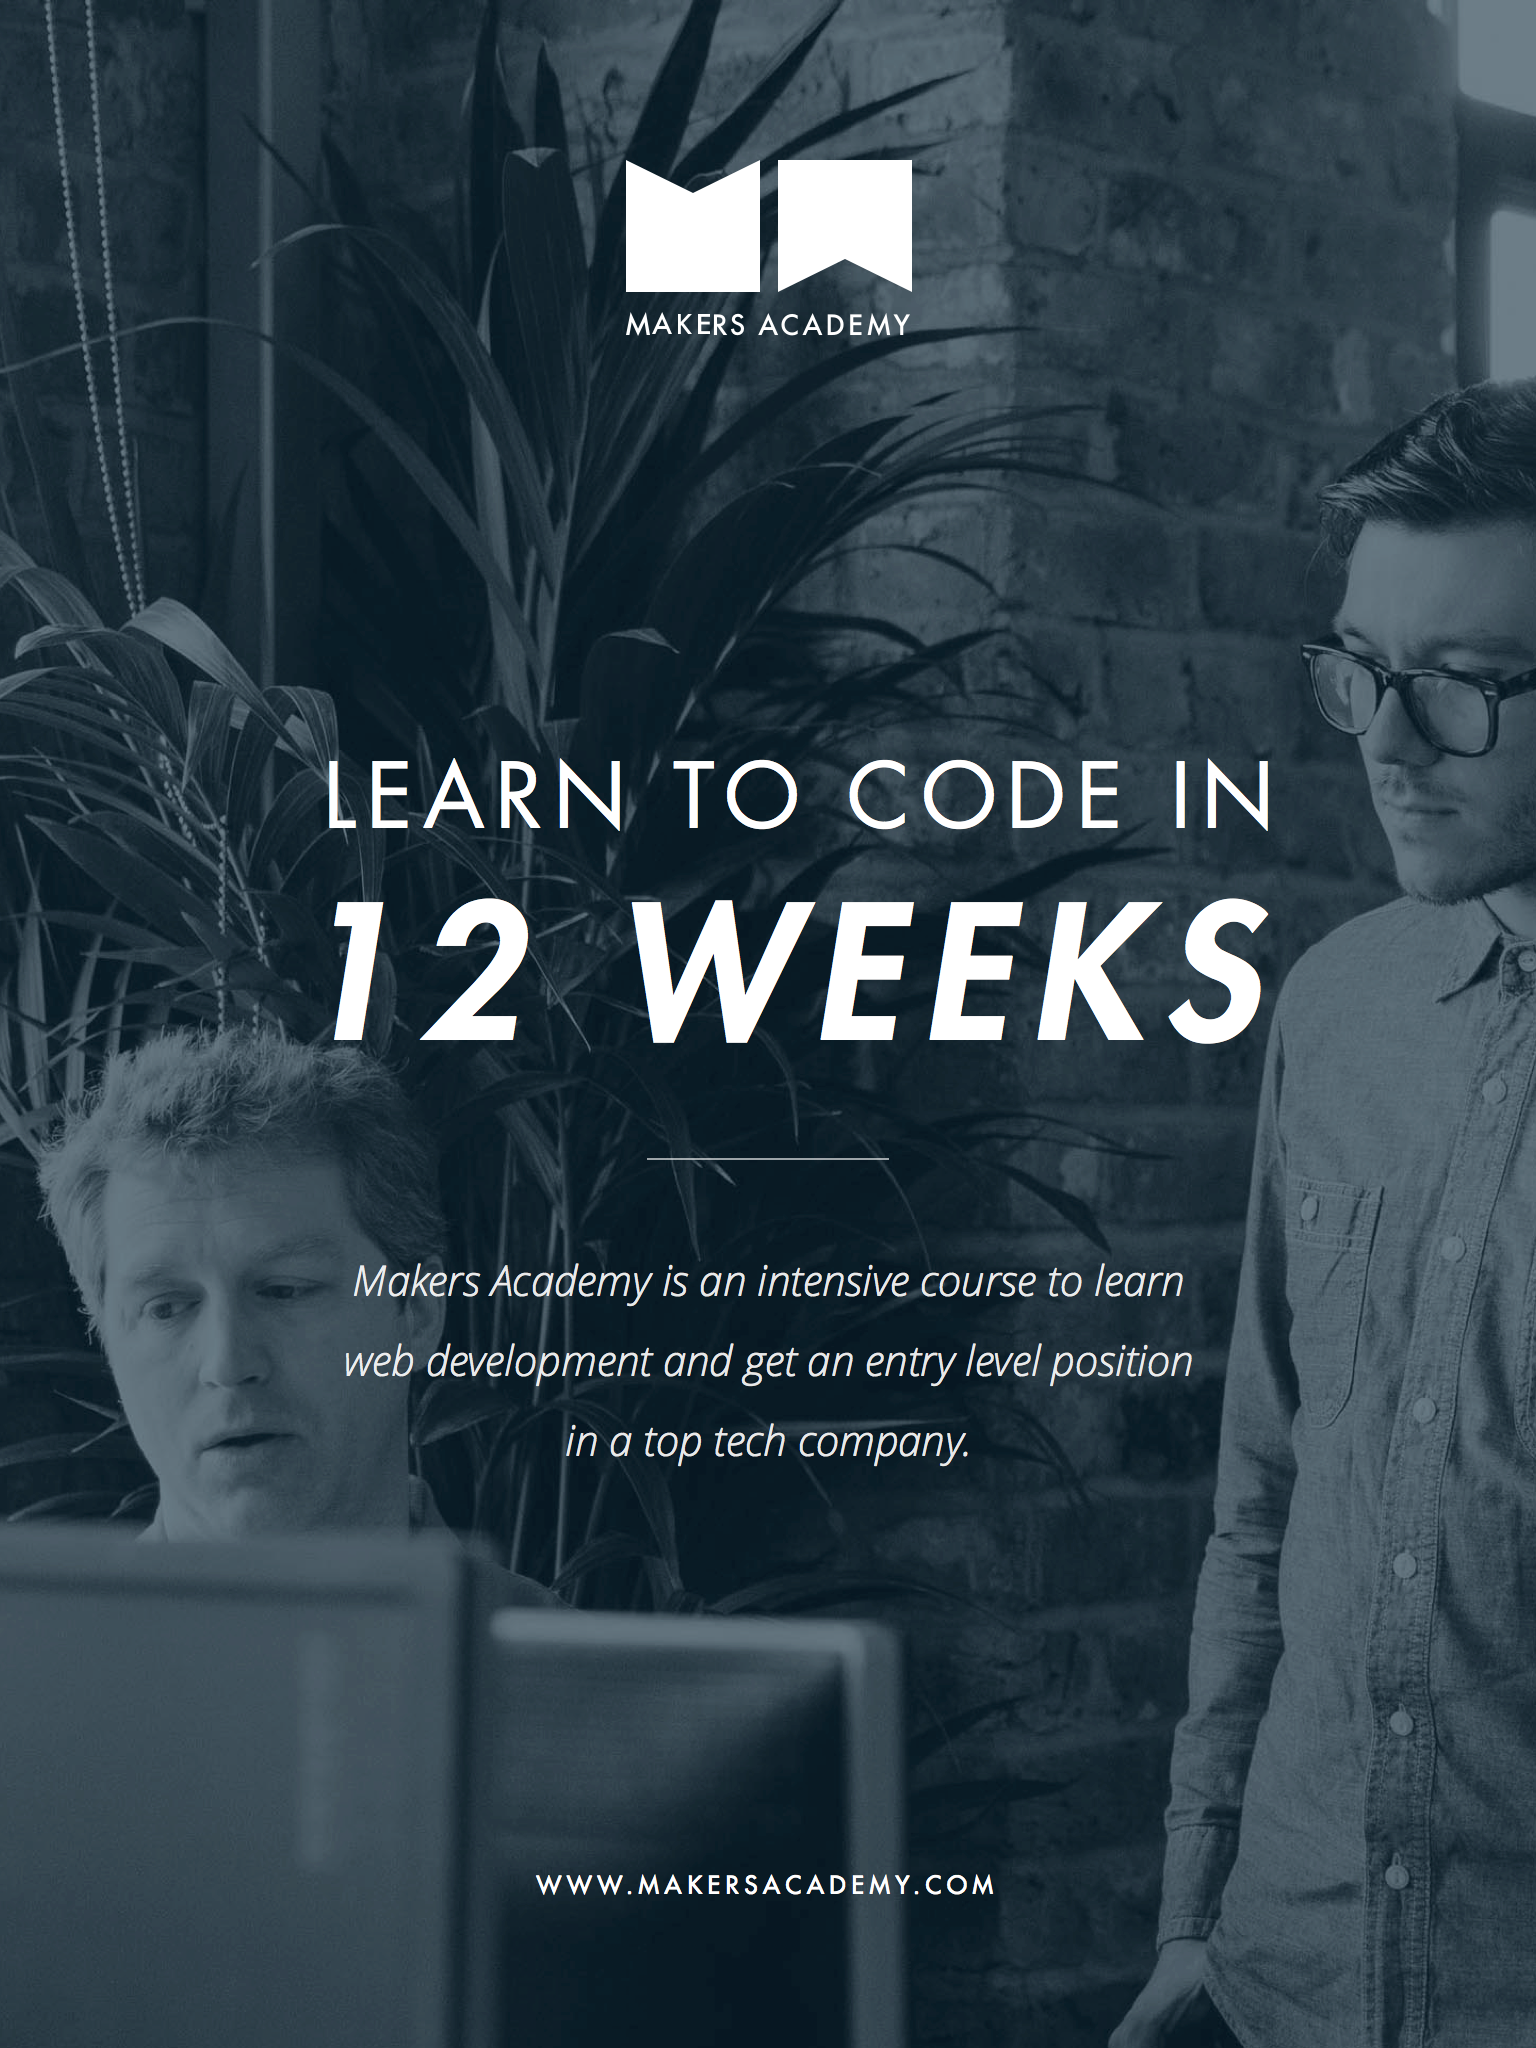 MAKERS ACADEMY
LEARN TO CODE IN
12 WEEKS
Makers Academy is an intensive course to learn
web development and get an entry level position
in a top tech company.
WWW.MAKERSACADEMY.COM